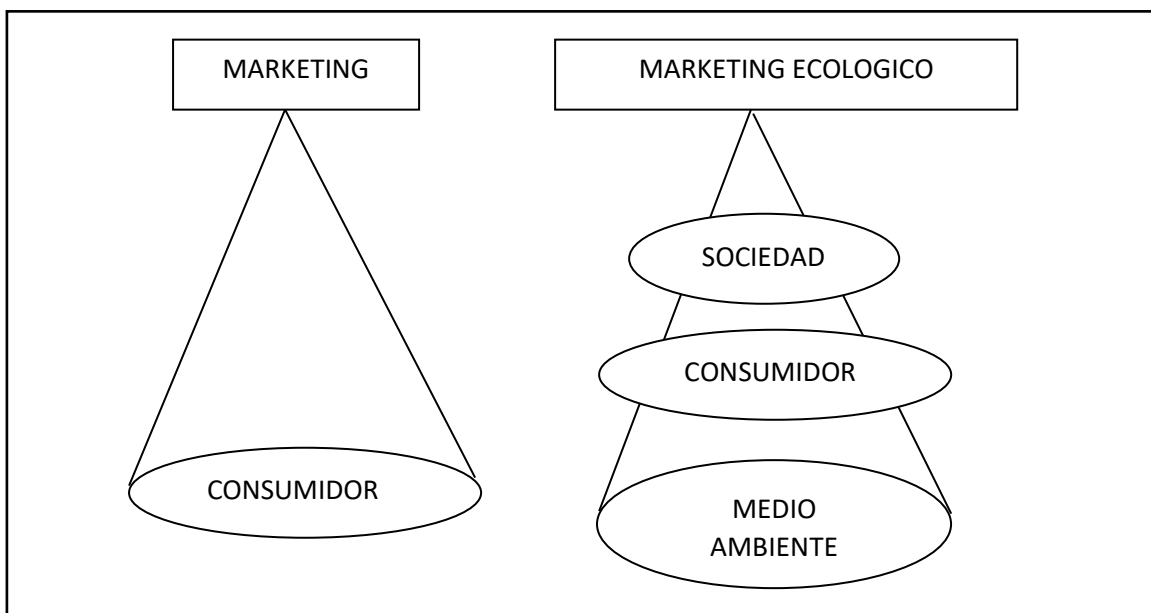 MARKETING
CONSUMIDOR
MARKETING ECOLOGICO
SOCIEDAD
CONSUMIDOR
MEDIO
AMBIENTE